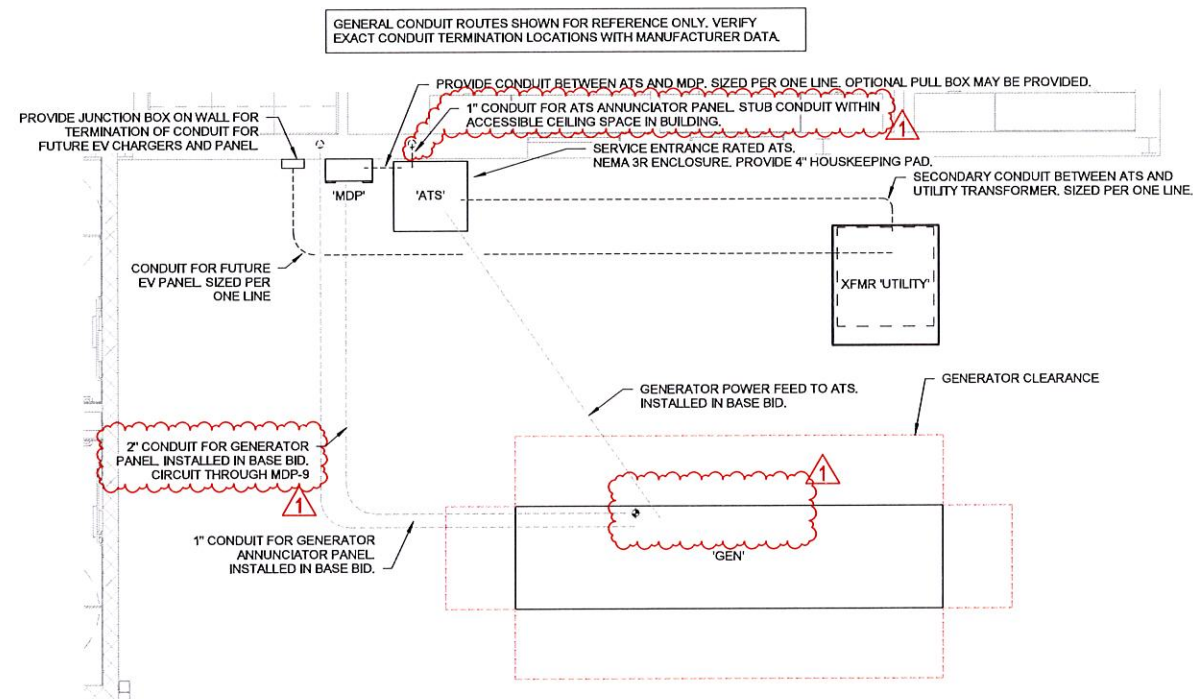 GENERAL CONDUIT ROUTES SHOWN FOR REFERENCE ONLY. VERIFY
EXACT CONDUIT TERMINATION LOCATIONS WITH MANUFACTURER DATA.
PROVIDE CONDUIT BETWEEN ATS AND MDP. SIZED PER ONE LINE. OPTIONAL PULL BOX MAY BE PROVIDED.
1" CONDUIT FOR ATS ANNUNCIATOR PANEL. STUB CONDUIT WITHIN
ACCESSIBLE CEILING SPACE IN BUILDING.
1
PROVIDE JUNCTION BOX ON WALL FOR
TERMINATION OF CONDUIT FOR
FUTURE EV CHARGERS AND PANEL
SERVICE ENTRANCE RATED ATS.
NEMA 3R ENCLOSURE. PROVIDE 4" HOUSKEEPING PAD.
'MDP'
'ATS'
SECONDARY CONDUIT BETWEEN ATS AND
UTILITY TRANSFORMER. SIZED PER ONE LINE.
CONDUIT FOR FUTURE
EV PANEL. SIZED PER
ONE LINE
XFMR 'UTILITY'
GENERATOR POWER FEED TO ATS.
INSTALLED IN BASE BID.
GENERATOR CLEARANCE
2" CONDUIT FOR GENERATOR
PANEL. INSTALLED IN BASE BID.
CIRCUIT THROUGH MDP-9
1
1
1" CONDUIT FOR GENERATOR
ANNUNCIATOR PANEL.
INSTALLED IN BASE BID.
'GEN'